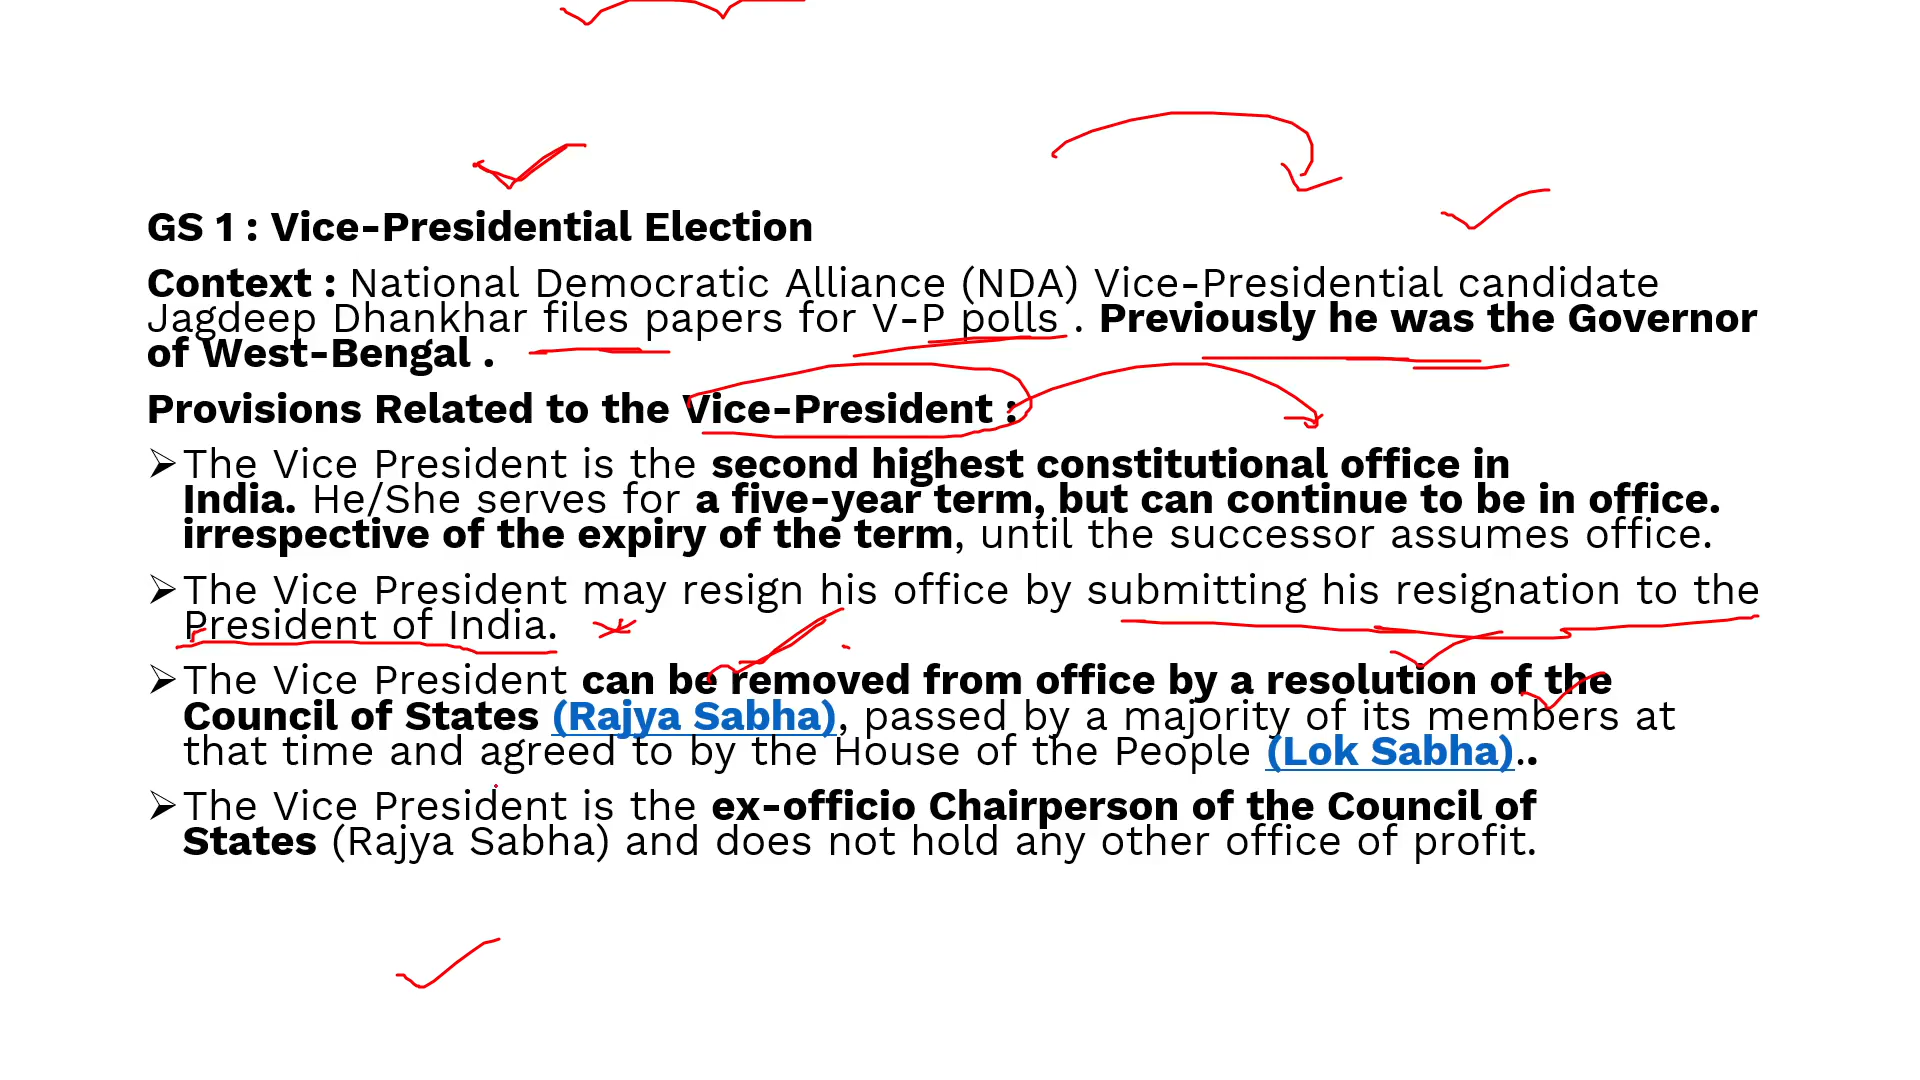 GS 1 : Vice-Presidential Election
Context : National Democratic Alliance (NDA) Vice-Presidential candidate
Jagdeep Dhankhar files papers for V-P polls . Previously he was the Governor
of West-Bengal .
Provisions Related to the Vice-President :
➢The Vice President is the second highest constitutional office in
India. He/She serves for a five-year term, but can continue to be in office.
irrespective of the expiry of the term, until the successor assumes office.
➢The Vice President may resign his office by submitting his resignation to the
President of India.
➢The Vice President can be removed from office by a resolution of the
Council of States (Rajya Sabha), passed by a majority of its members at
that time and agreed to by the House of the People (Lok Sabha)..
➢The Vice President is the ex-officio Chairperson of the Council of
States (Rajya Sabha) and does not hold any other office of profit.